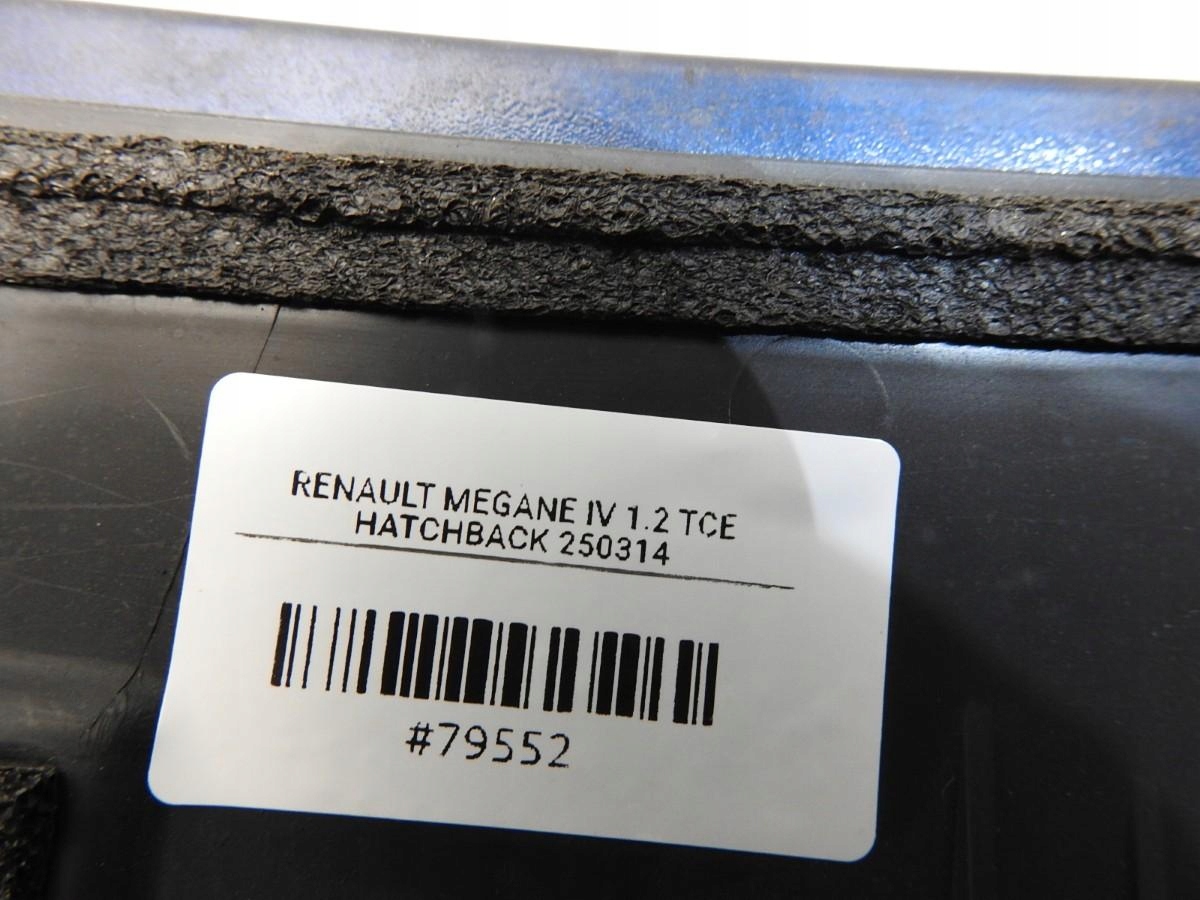 RENAULT MEGANE IV 1.2 TCE
HATCHBACK 250314
#79552